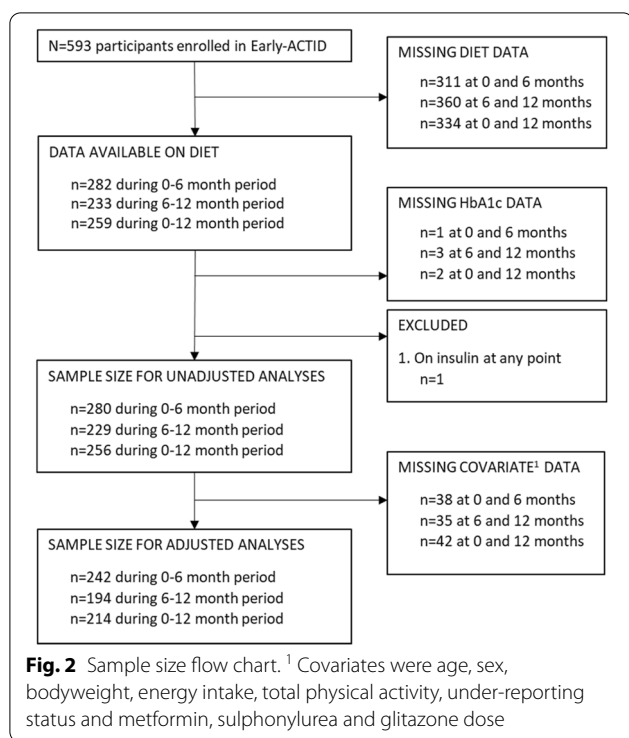 N=593 participants enrolled in Early-ACTID
MISSING DIET DATA
n=311 at 0 and 6 months
n=360 at 6 and 12 months
n=334 at 0 and 12 months
DATA AVAILABLE ON DIET
n=282 during 0-6 month period
n=233 during 6-12 month period
n=259 during 0-12 month period
MISSING HbA1c DATA
n=1 at 0 and 6 months
n=3 at 6 and 12 months
n=2 at 0 and 12 months
EXCLUDED
1. On insulin at any point
n=1
SAMPLE SIZE FOR UNADJUSTED ANALYSES
n=280 during 0-6 month period
n=229 during 6-12 month period
n=256 during 0-12 month period
MISSING COVARIATE¹ DATA
n=38 at 0 and 6 months
n=35 at 6 and 12 months
n=42 at 0 and 12 months
SAMPLE SIZE FOR ADJUSTED ANALYSES
n=242 during 0-6 month period
n=194 during 6-12 month period
n=214 during 0-12 month period
Fig. 2 Sample size flow chart. ¹ Covariates were age, sex,
bodyweight, energy intake, total physical activity, under-reporting
status and metformin, sulphonylurea and glitazone dose